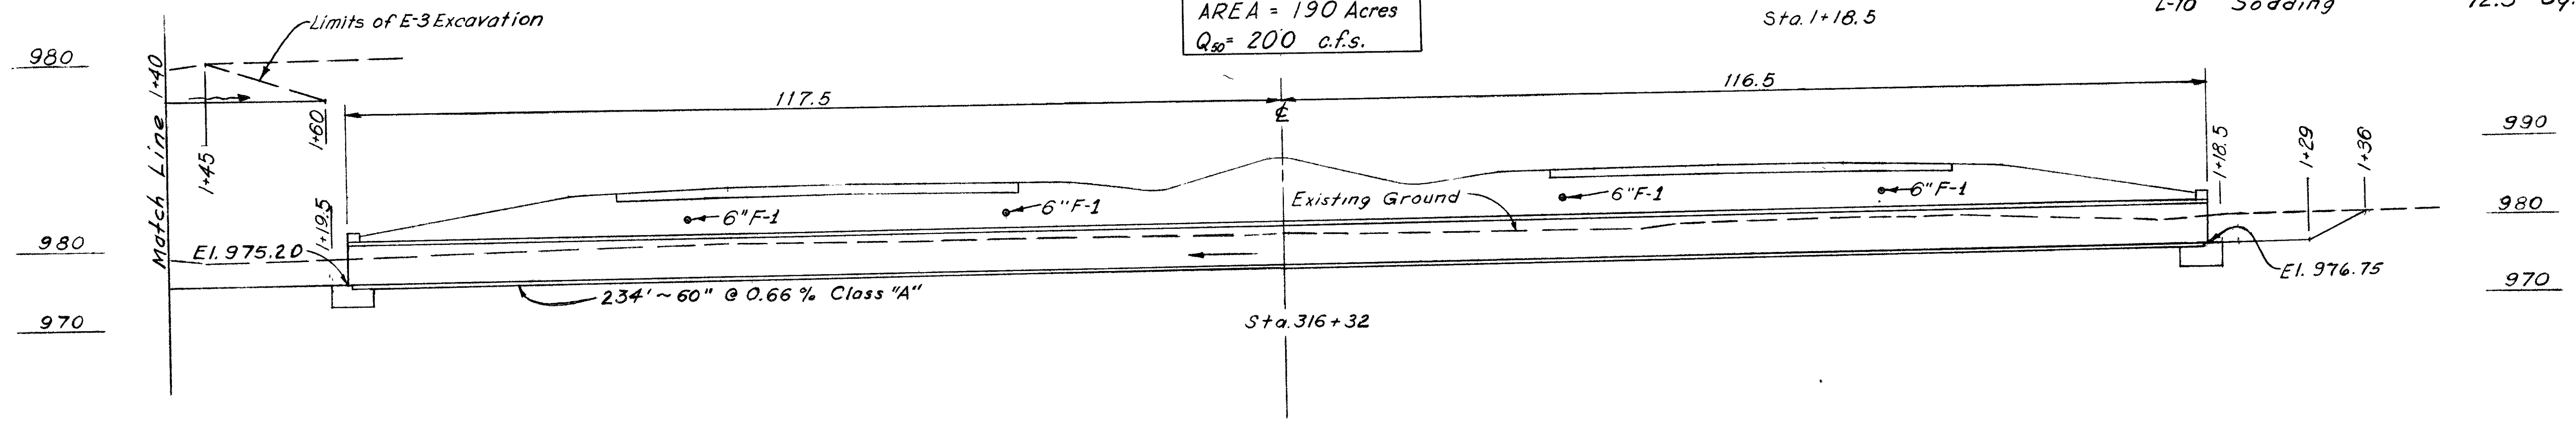 AREA = 190 Acres
Q50= 200 c.f.s.
Sta. 1+18.5
L-10 Sodding
Limits of E-3 Excavation
980
Match Line 1+40
1+45
1+60
117.5
℄
116.5
990
1+18.5
1+29
1+36
1+19.5
6"F-1
6"F-1
Existing Ground
6"F-1
6"F-1
980
980
El. 975.20
El. 976.75
970
234' ~ 60" @ 0.66 % Class "A"
970
Sta. 316+32